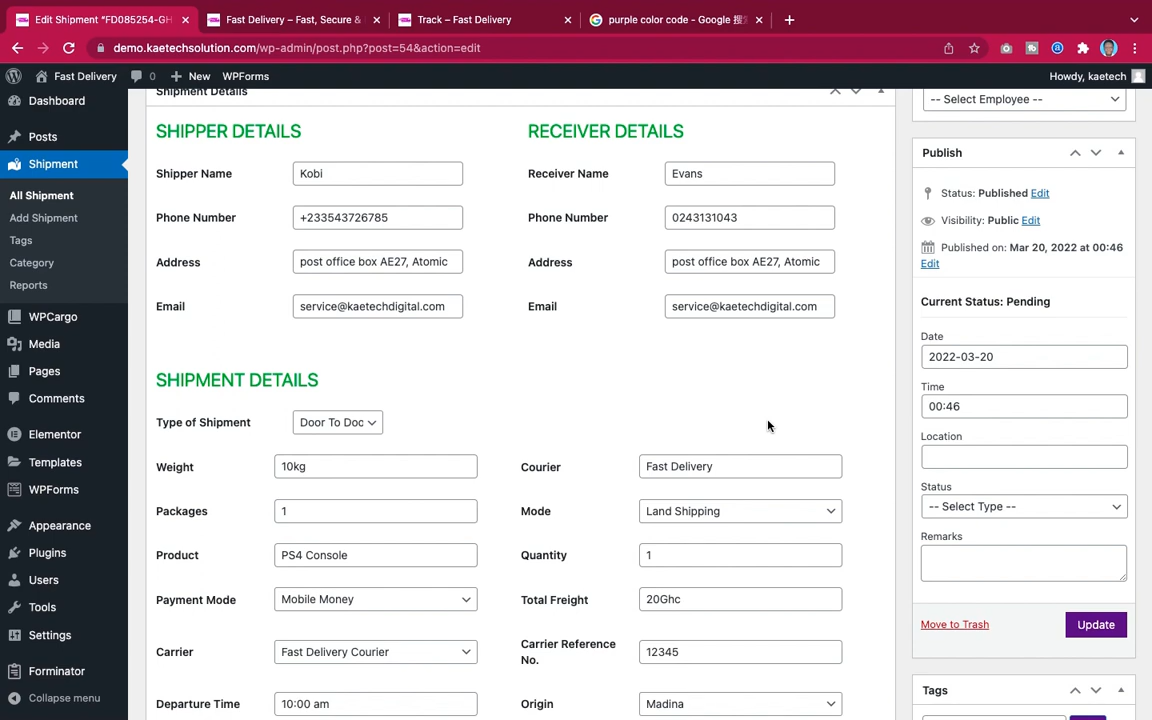 Edit Shipment "FD085254-GH
Fast Delivery – Fast, Secure &
Track – Fast Delivery
purple color code - Google 搜
demo.kaetechsolution.com/wp-admin/post.php?post=54&action=edit
Fast Delivery
0
New
WPForms
Howdy, kaetech
Dashboard
Posts
Shipment
All Shipment
Add Shipment
Tags
Category
Reports
WPCargo
Media
Pages
Comments
Elementor
Templates
WPForms
Appearance
Plugins
Users
Tools
Settings
Forminator
Collapse menu
Shipment Details
SHIPPER DETAILS
Shipper Name
Kobi
Phone Number
+233543726785
Address
post office box AE27, Atomic
Email
service@kaetechdigital.com
RECEIVER DETAILS
Receiver Name
Evans
Phone Number
0243131043
Address
post office box AE27, Atomic
Email
service@kaetechdigital.com
SHIPMENT DETAILS
Type of Shipment
Door To Doc
Weight
10kg
Courier
Fast Delivery
Packages
1
Mode
Land Shipping
Product
PS4 Console
Quantity
1
Payment Mode
Mobile Money
Total Freight
20Ghc
Carrier
Fast Delivery Courier
Carrier Reference
No.
12345
Departure Time
10:00 am
Origin
Madina
-- Select Employee --
Publish
Status: Published Edit
Visibility: Public Edit
Published on: Mar 20, 2022 at 00:46
Edit
Current Status: Pending
Date
2022-03-20
Time
00:46
Location
Status
-- Select Type --
Remarks
Move to Trash
Update
Tags